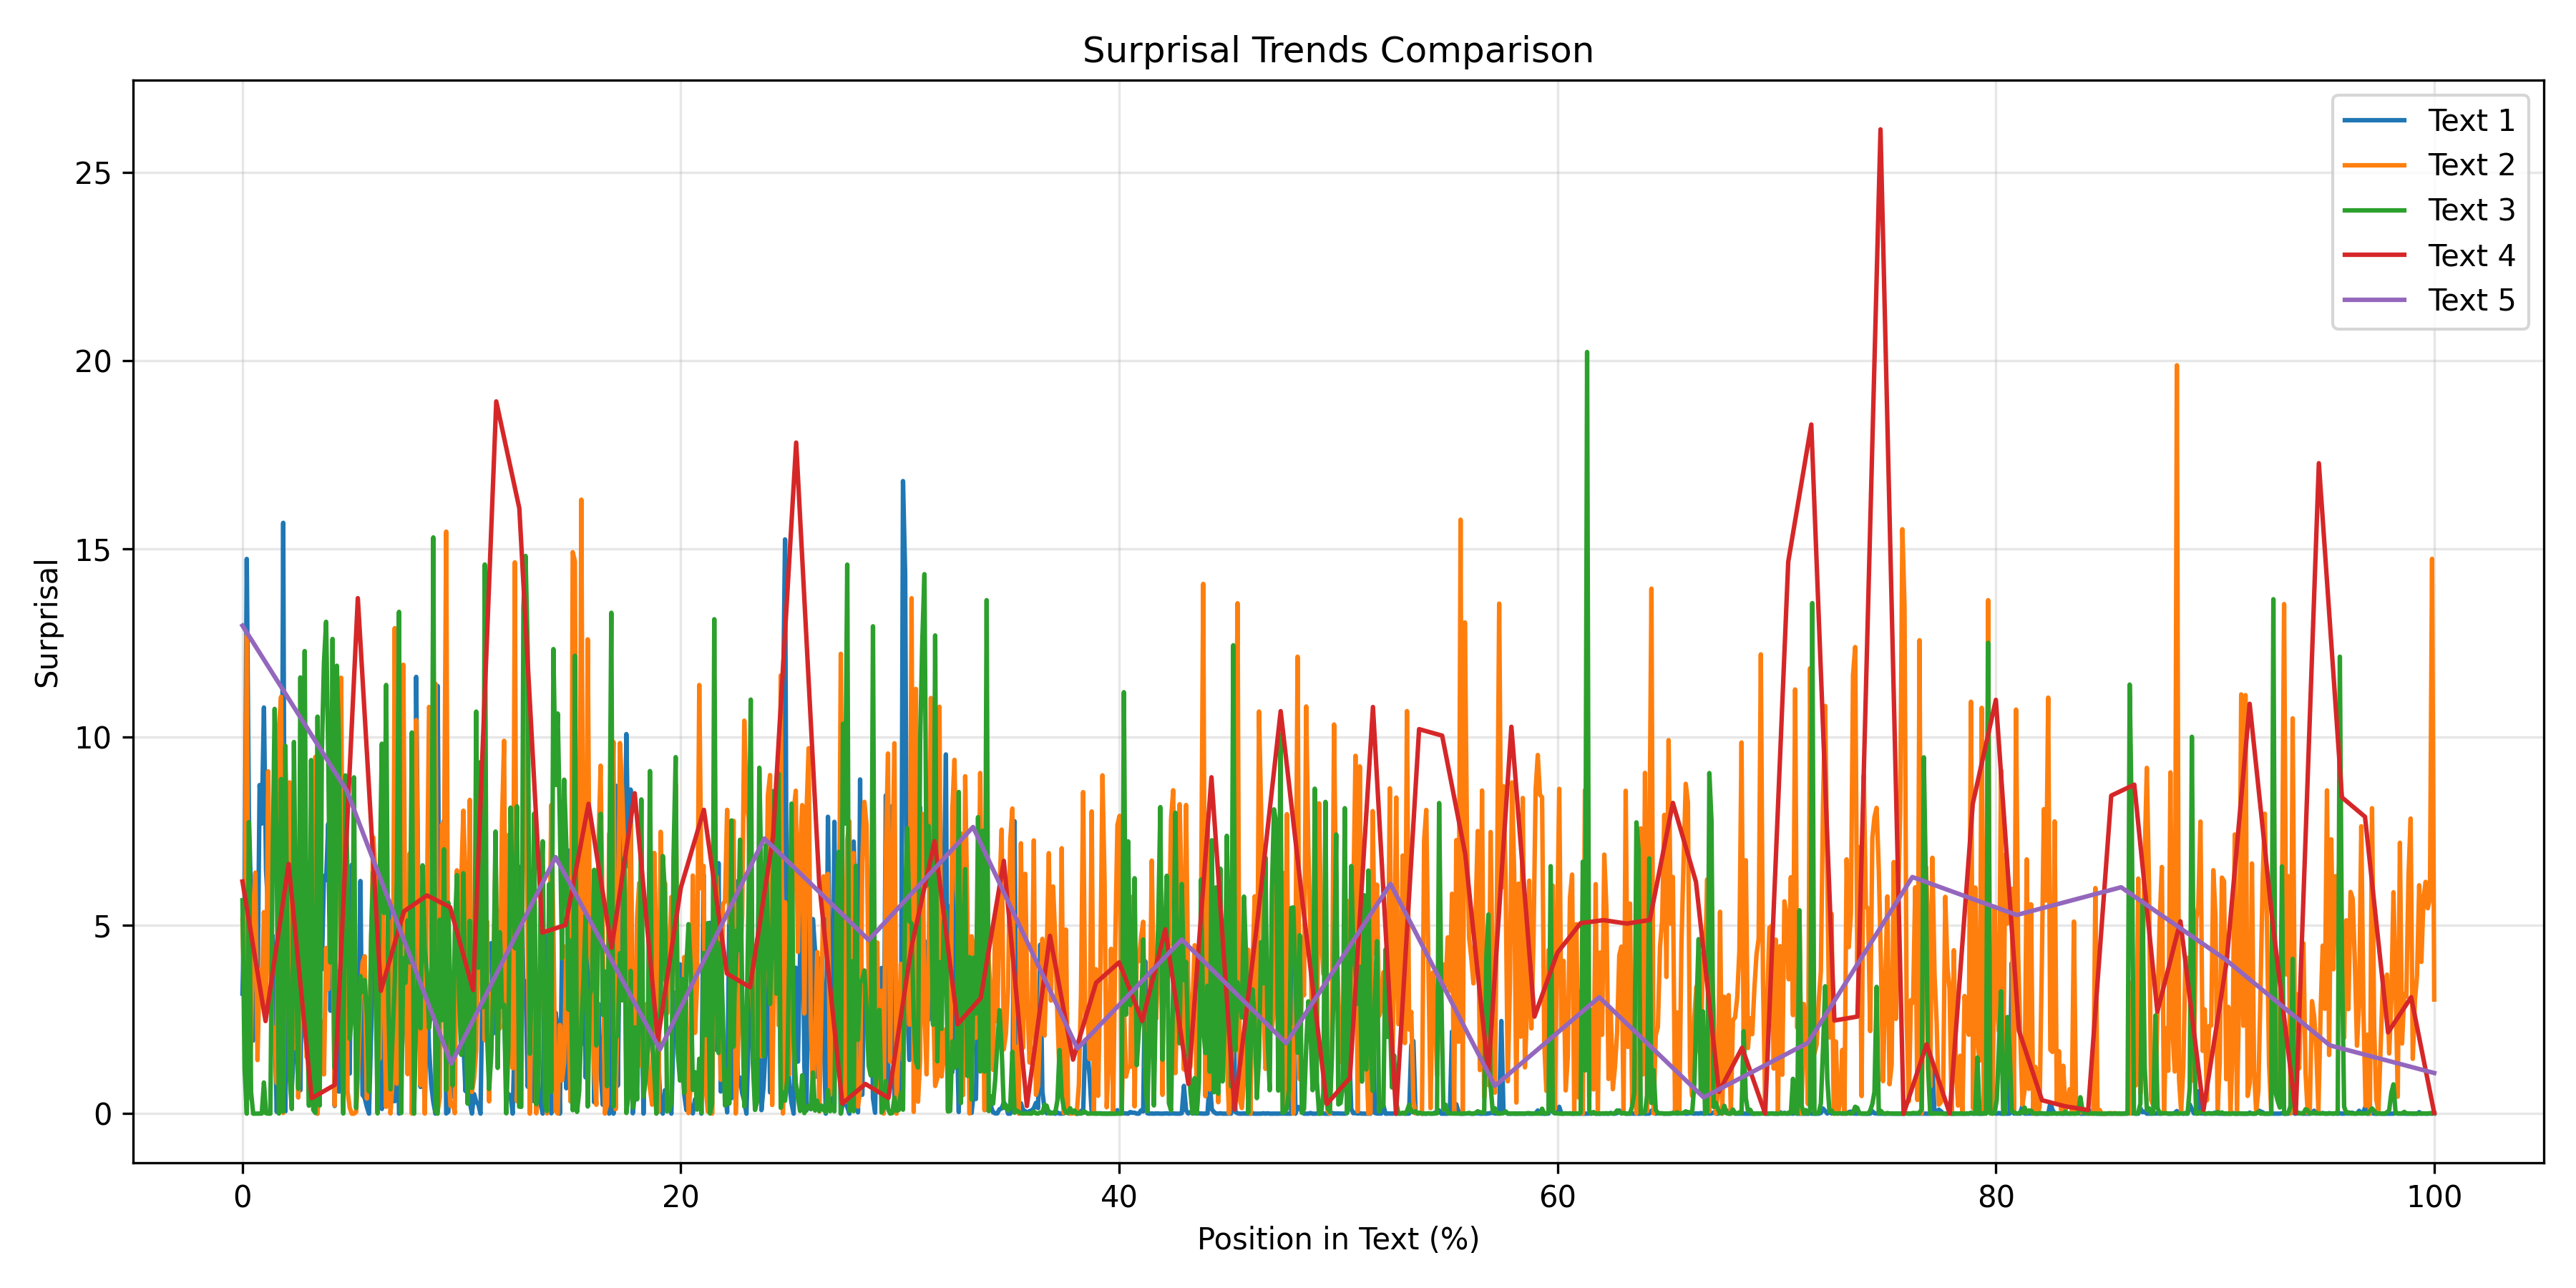 Surprisal Trends Comparison
Text 1
Text 2
Text 3
Text 4
Text 5
25
20
15
10
5
0
Surprisal
0 20 40 60 80 100
Position in Text (%)